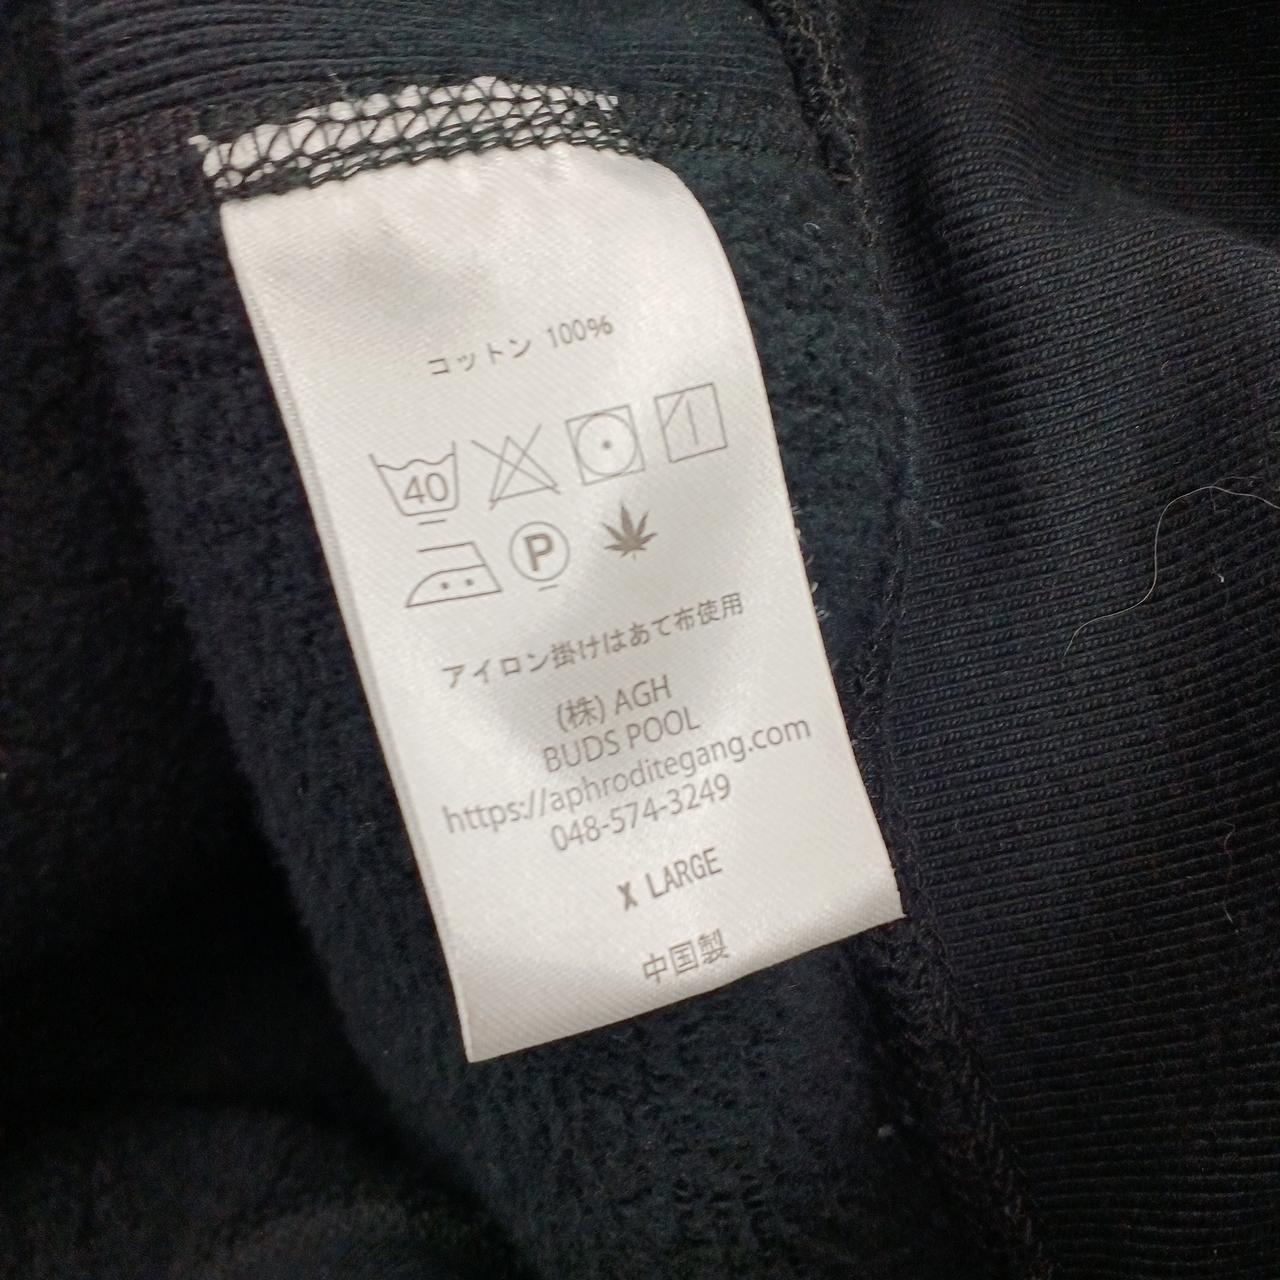 コットン 100%
40
P
アイロン掛けはあて布使用
(株) AGH
BUDS POOL
https://aphroditegang.com
048-574-3249
X LARGE
中国製